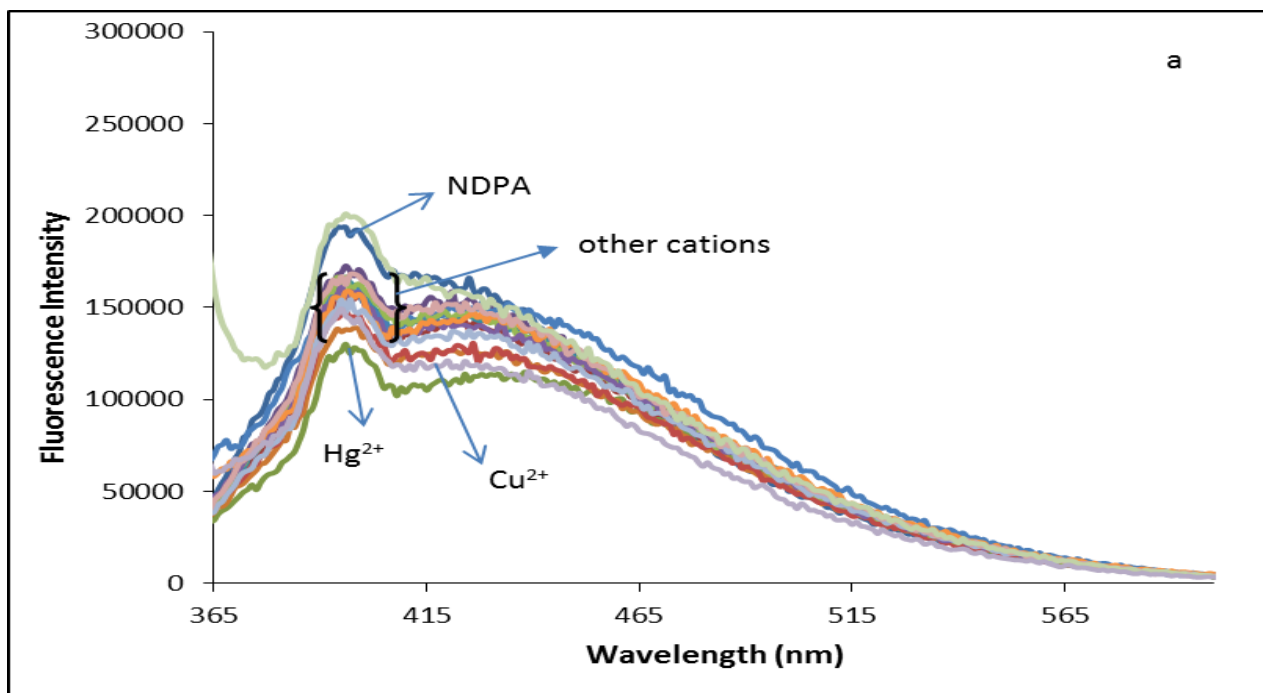 a
300000
250000
200000
150000
100000
50000
0
Fluorescence Intensity
NDPA
other cations
Hg²⁺
Cu²⁺
365 415 465 515 565
Wavelength (nm)